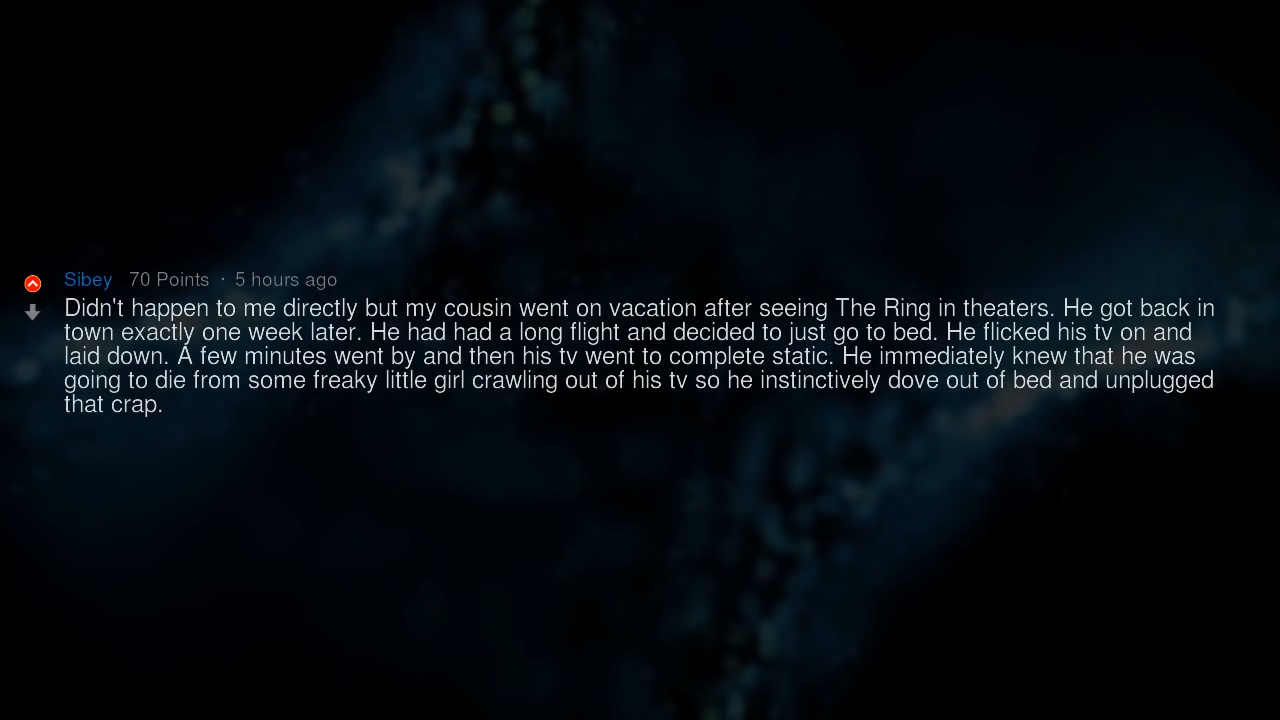 Sibey 70 Points · 5 hours ago
Didn't happen to me directly but my cousin went on vacation after seeing The Ring in theaters. He got back in
town exactly one week later. He had had a long flight and decided to just go to bed. He flicked his tv on and
laid down. A few minutes went by and then his tv went to complete static. He immediately knew that he was
going to die from some freaky little girl crawling out of his tv so he instinctively dove out of bed and unplugged
that crap.